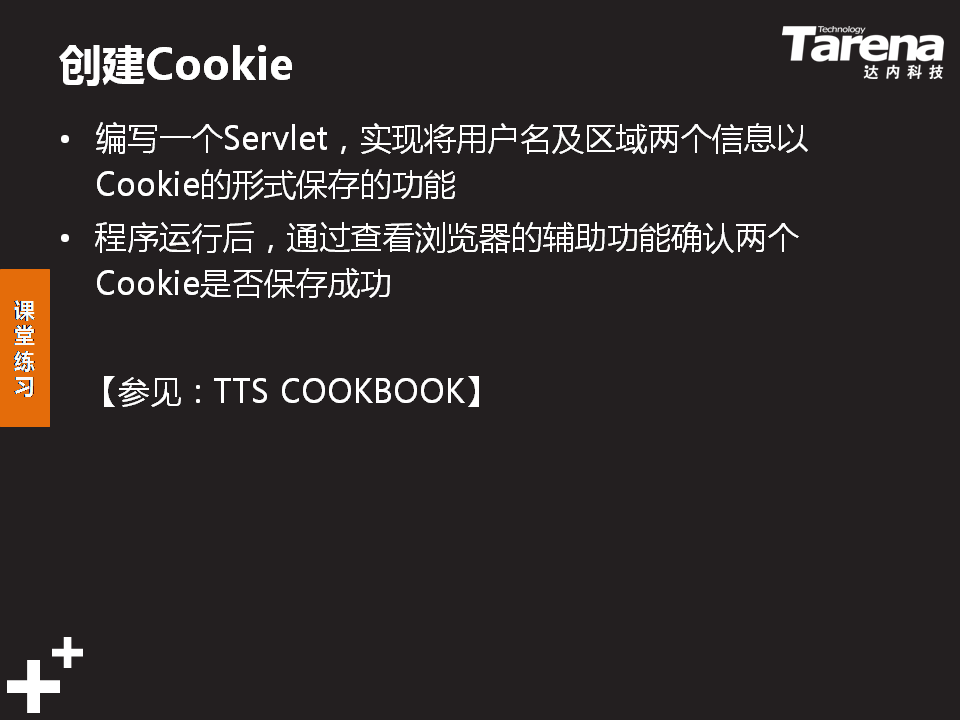 创建Cookie
Technology
Tarena
达内科技
• 编写一个Servlet，实现将用户名及区域两个信息以
Cookie的形式保存的功能
• 程序运行后，通过查看浏览器的辅助功能确认两个
Cookie是否保存成功
课堂练习
【参见：TTS COOKBOOK】